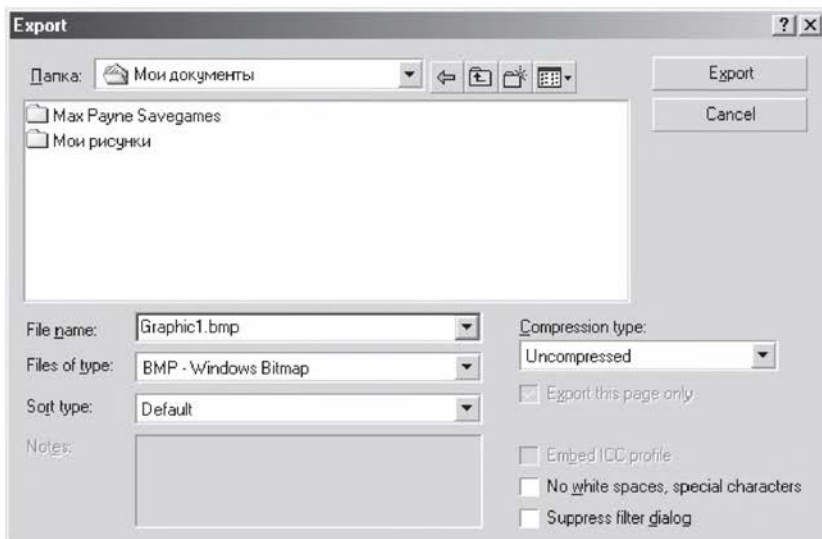 Export
Папка: Мои документы
Export
Max Payne Savegames
Cancel
Мои рисунки
File name: Graphic1.bmp
Compression type:
Files of type: BMP - Windows Bitmap
Uncompressed
Export this page only
Sort type: Default
Notes:
Embed ICC profile
No white spaces, special characters
Suppress filter dialog